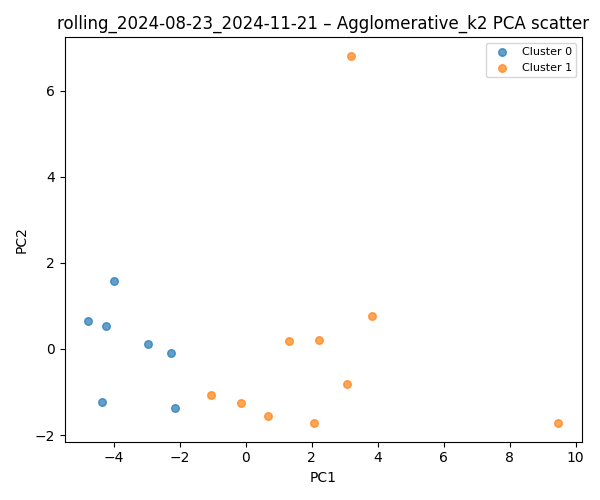 rolling_2024-08-23_2024-11-21 – Agglomerative_k2 PCA scatter
Cluster 0
Cluster 1
PC2
6
4
2
0
−2
−4
−2
0
2
4
6
8
10
PC1